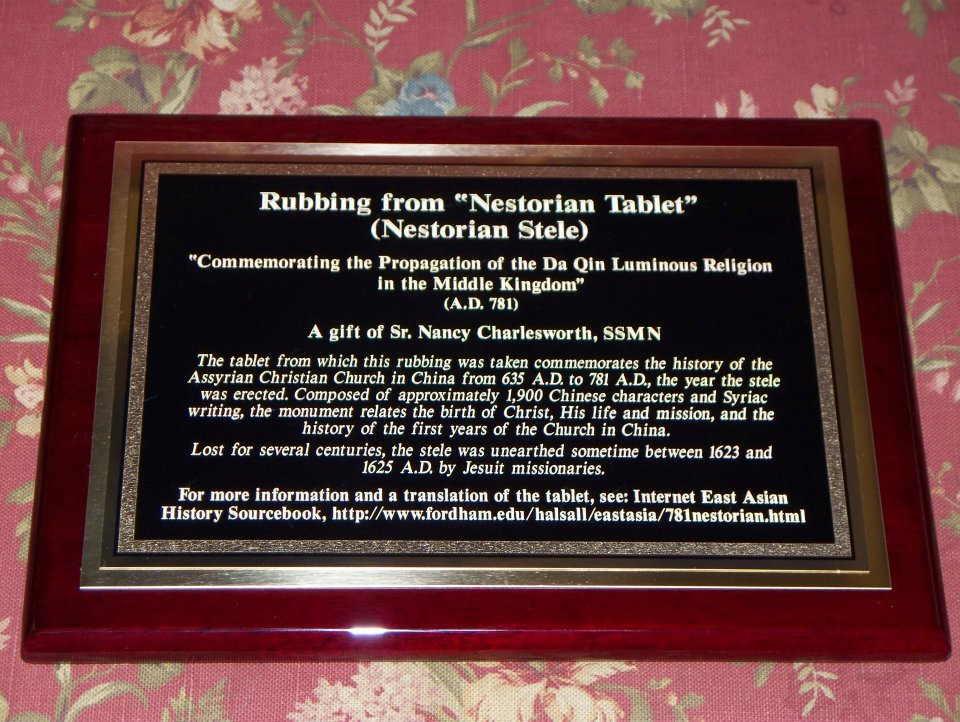 Rubbing from “Nestorian Tablet”
(Nestorian Stele)
“Commemorating the Propagation of the Da Qin Luminous Religion
in the Middle Kingdom”
(A.D. 781)
A gift of Sr. Nancy Charlesworth, SSMN
The tablet from which this rubbing was taken commemorates the history of the
Assyrian Christian Church in China from 635 A.D. to 781 A.D., the year the stele
was erected. Composed of approximately 1,900 Chinese characters and Syriac
writing, the monument relates the birth of Christ, His life and mission, and the
history of the first years of the Church in China.
Lost for several centuries, the stele was unearthed sometime between 1623 and
1625 A.D. by Jesuit missionaries.
For more information and a translation of the tablet, see: Internet East Asian
History Sourcebook, http://www.fordham.edu/halsall/eastasia/781nestorian.html